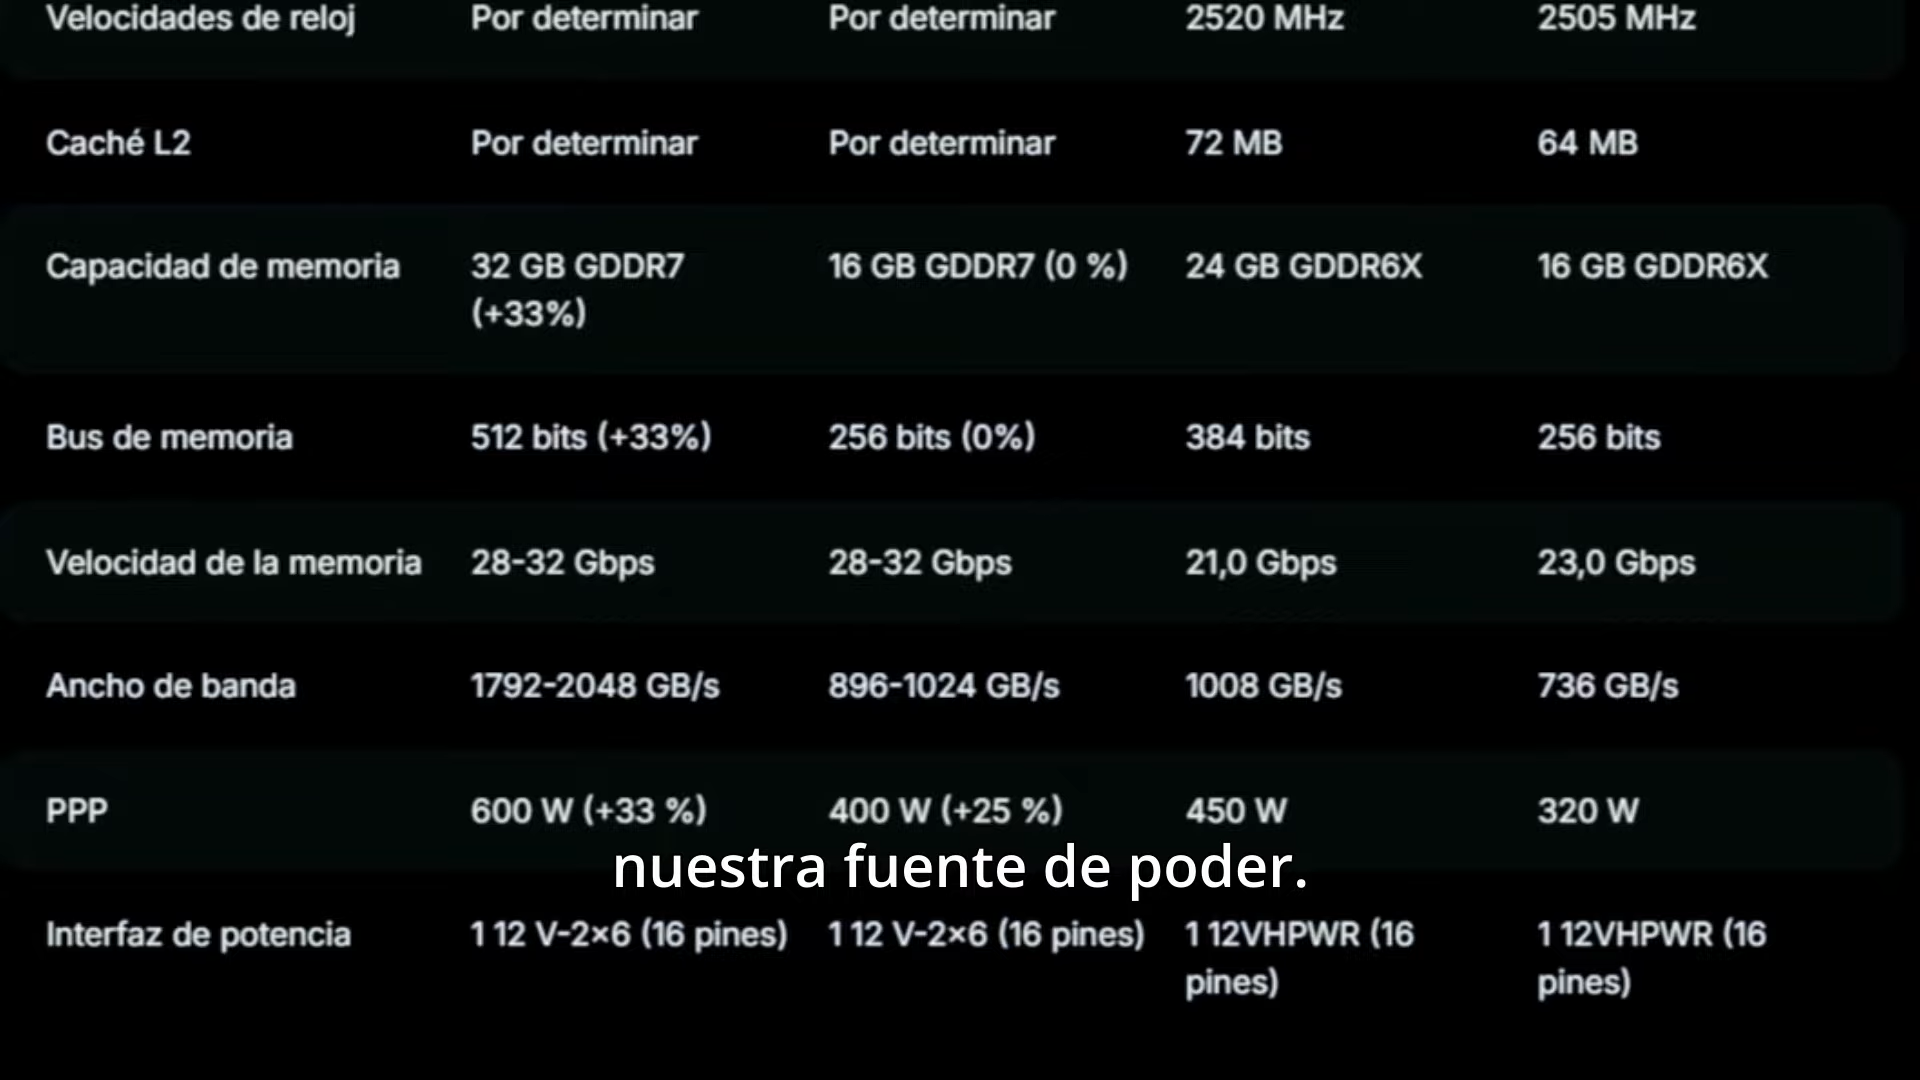 Velocidades de reloj Por determinar Por determinar 2520 MHz 2505 MHz
Caché L2 Por determinar Por determinar 72 MB 64 MB
Capacidad de memoria 32 GB GDDR7 16 GB GDDR7 (0 %) 24 GB GDDR6X 16 GB GDDR6X
(+33%)
Bus de memoria 512 bits (+33%) 256 bits (0%) 384 bits 256 bits
Velocidad de la memoria 28-32 Gbps 28-32 Gbps 21,0 Gbps 23,0 Gbps
Ancho de banda 1792-2048 GB/s 896-1024 GB/s 1008 GB/s 736 GB/s
PPP 600 W (+33 %) 400 W (+25 %) 450 W 320 W
nuestra fuente de poder.
Interfaz de potencia 1 12 V-2×6 (16 pines) 1 12 V-2×6 (16 pines) 1 12VHPWR (16 1 12VHPWR (16
pines) pines)